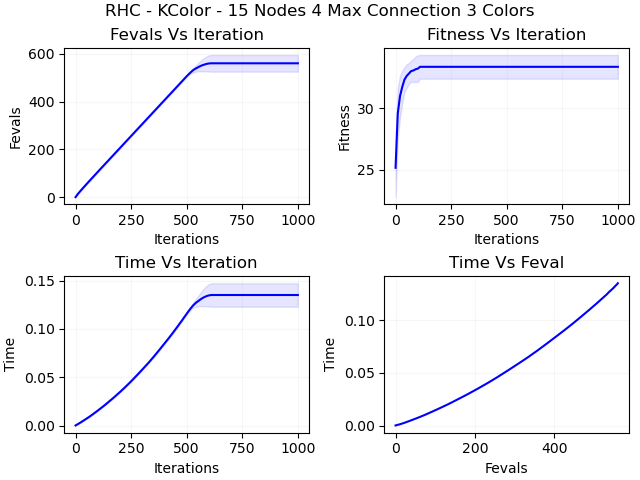 RHC - KColor - 15 Nodes 4 Max Connection 3 Colors
Fevals Vs Iteration
Fevals
600
400
200
0
0 250 500 750 1000
Iterations
Fitness Vs Iteration
Fitness
30
25
0 250 500 750 1000
Iterations
Time Vs Iteration
Time
0.15
0.10
0.05
0.00
0 250 500 750 1000
Iterations
Time Vs Feval
Time
0.10
0.05
0.00
0 200 400
Fevals